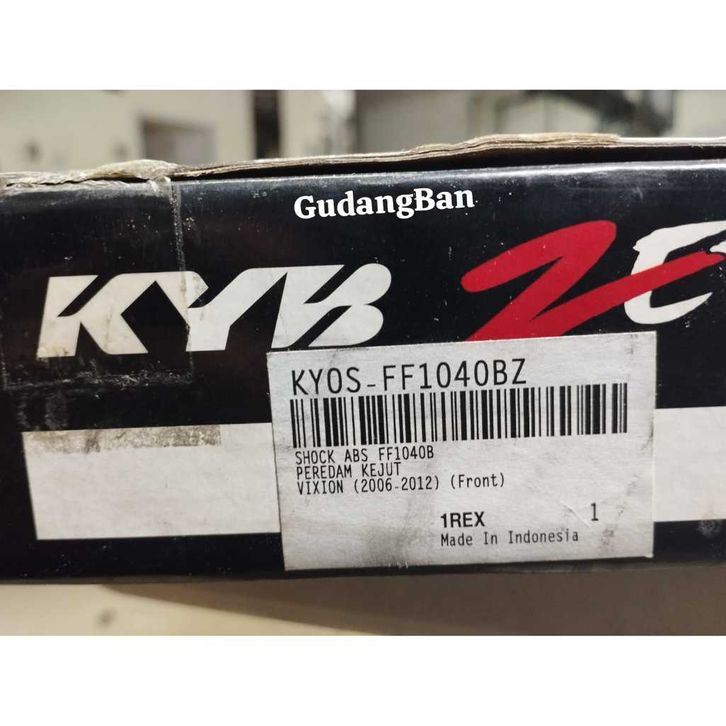 GudangBan
KYB
KYOS-FF1040BZ
SHOCK ABS FF1040B
PEREDAM KEJUT
VIXION (2006-2012) (Front)
1REX 1
Made In Indonesia